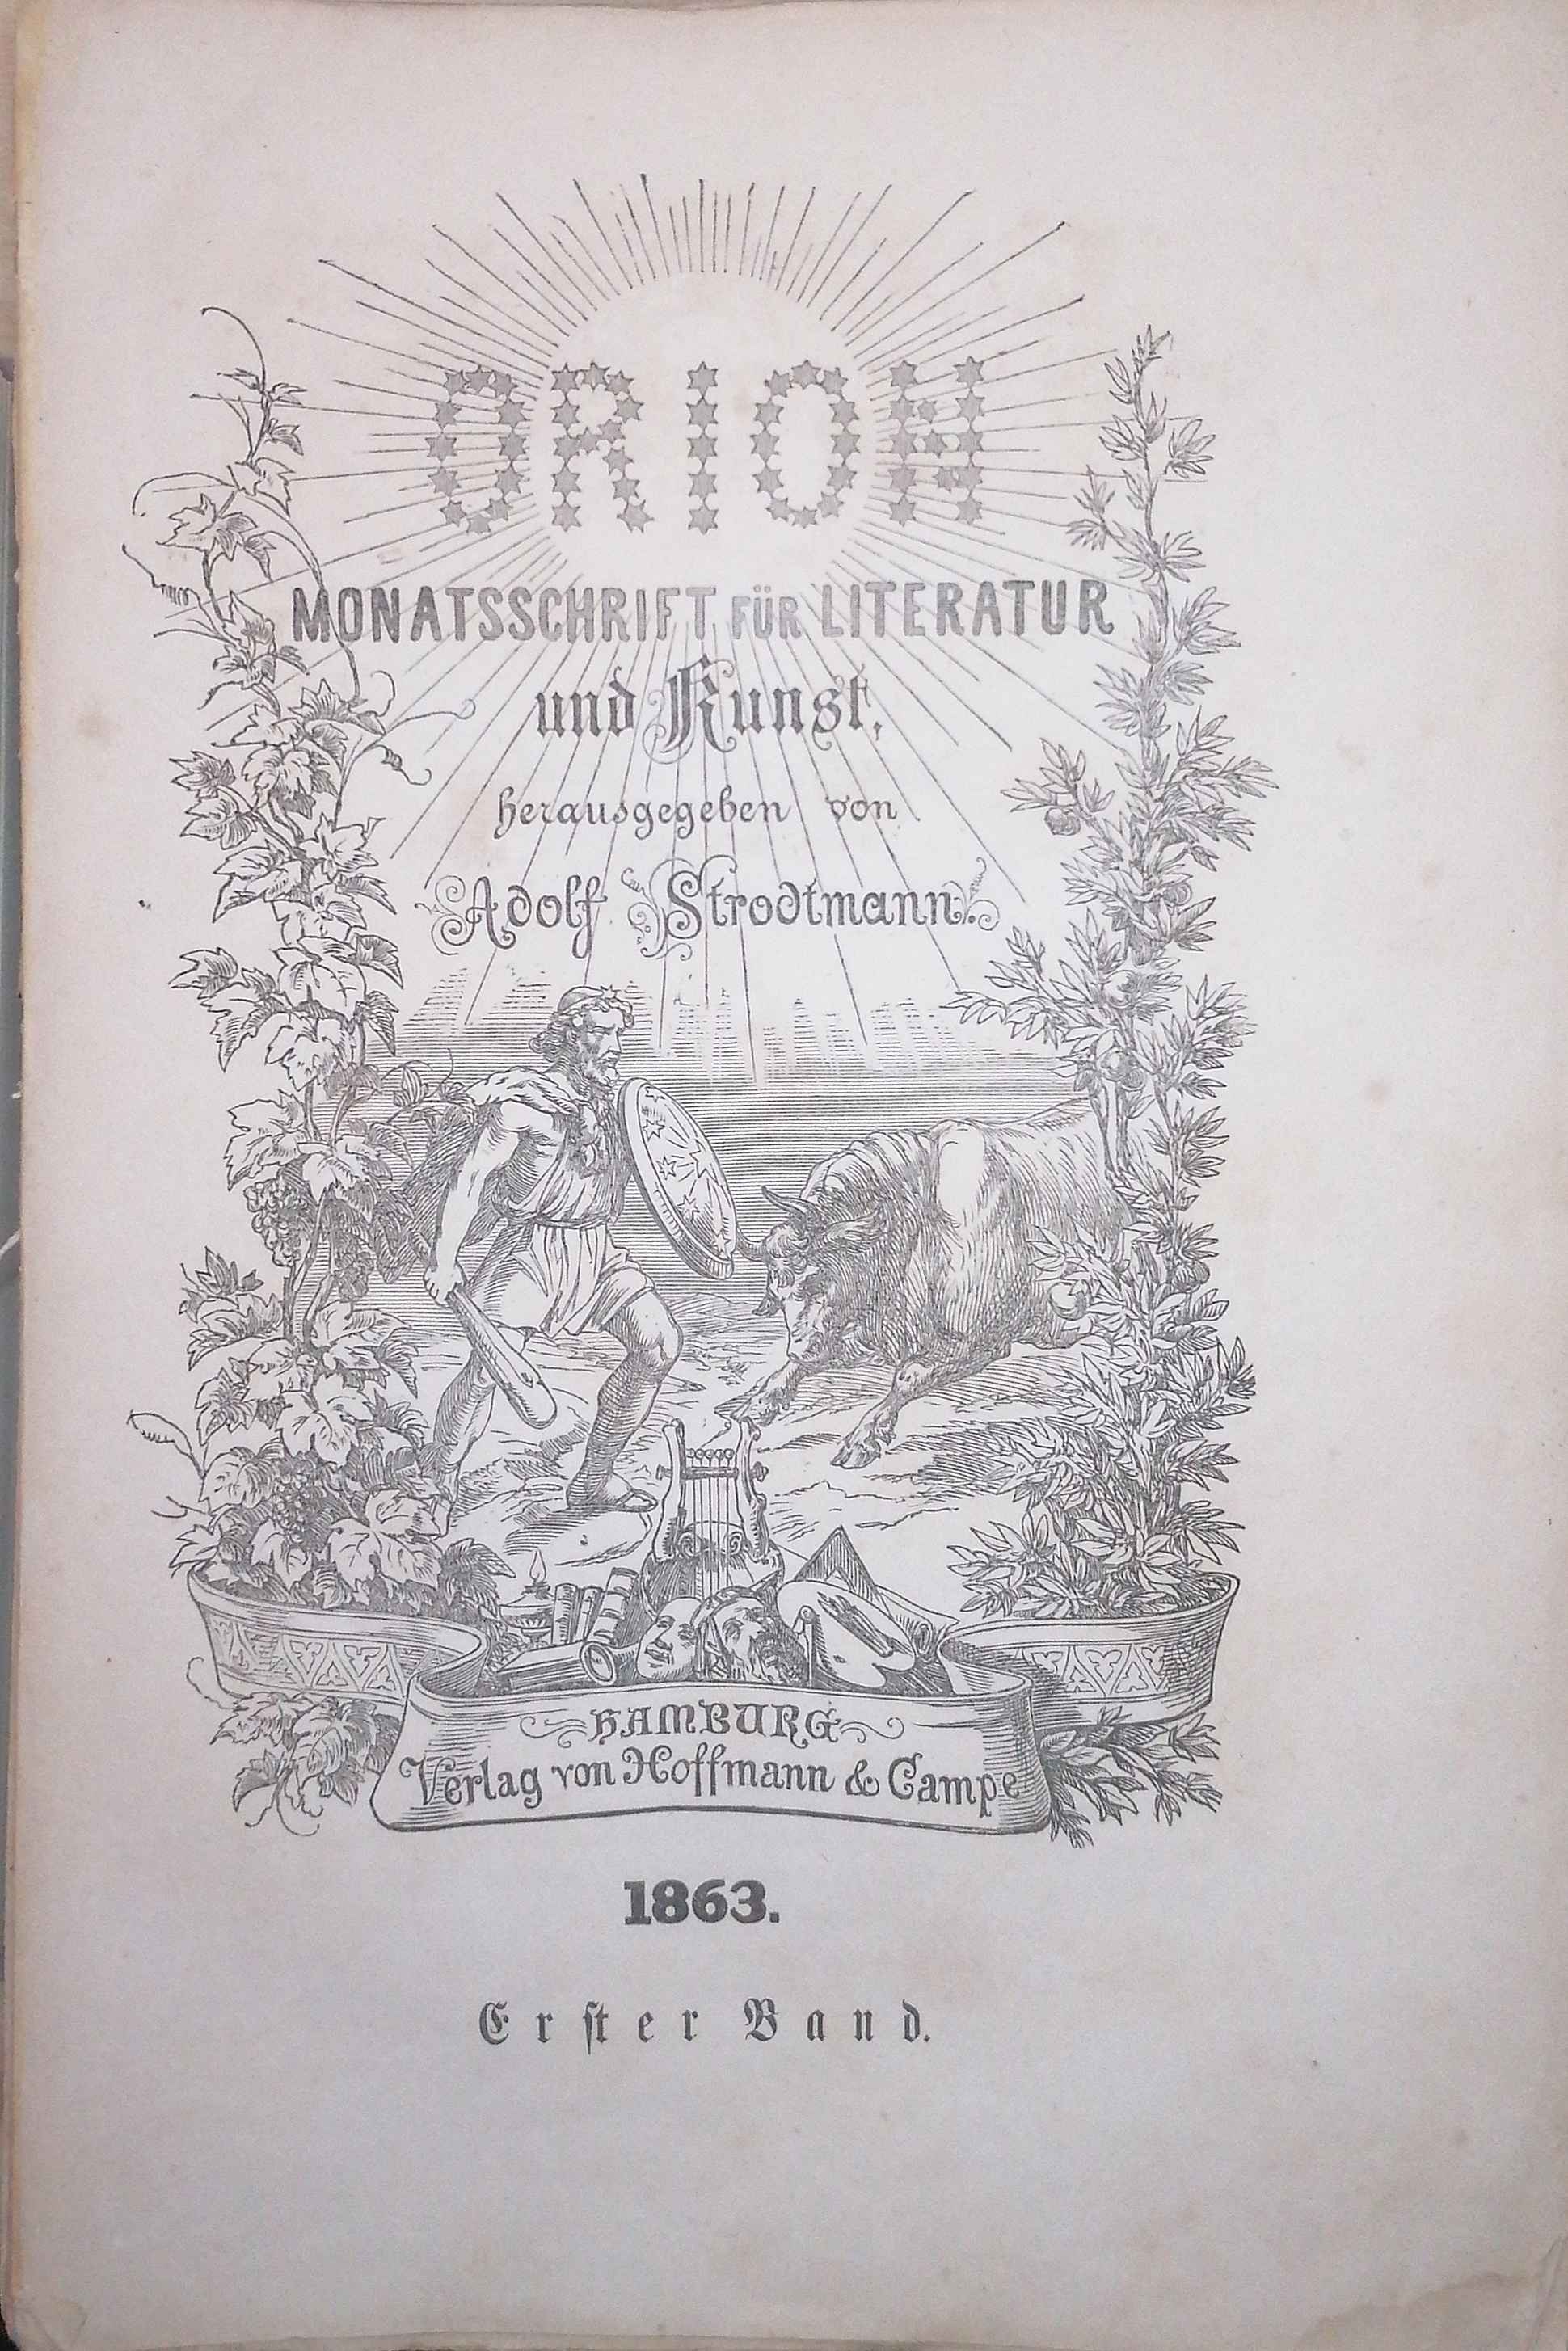 ORION
MONATSSCHRIFT FÜR LITERATUR
und Kunst,
herausgegeben von
Adolf Strodtmann.
HAMBURG
Verlag von Hoffmann & Campe
1863.
Erſter Band.